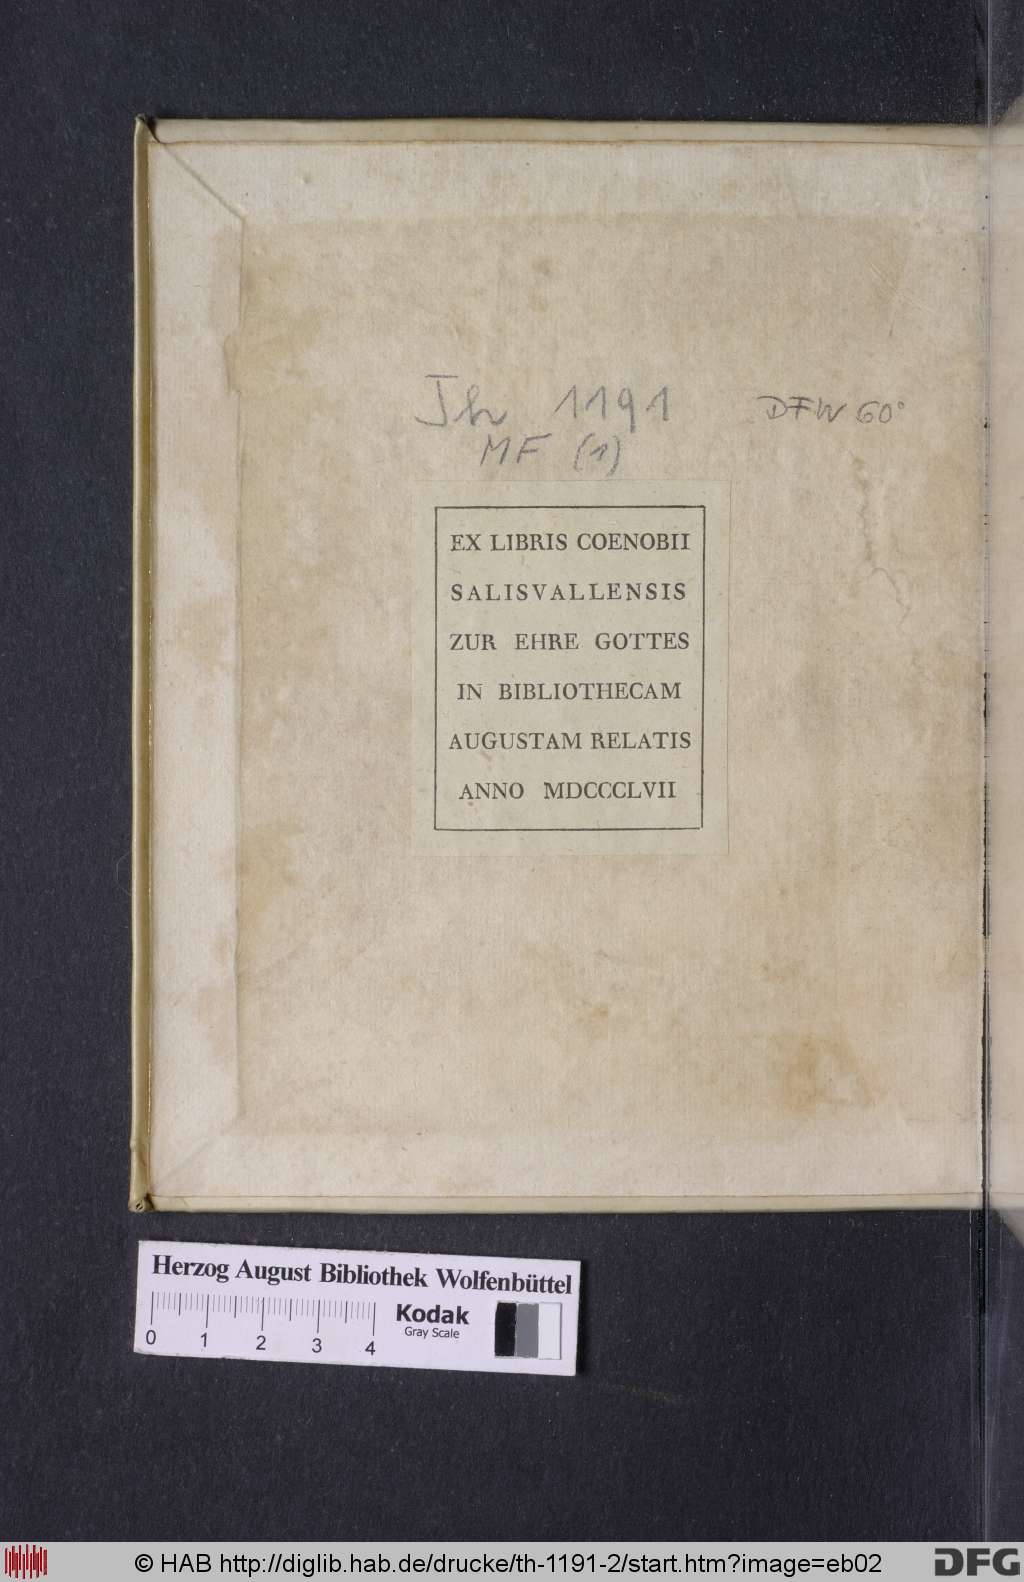 Th 1191
DFW 60°
MF (1)
EX LIBRIS COENOBII
SALISVALLENSIS
ZUR EHRE GOTTES
IN BIBLIOTHECAM
AUGUSTAM RELATIS
ANNO MDCCCLVII
Herzog August Bibliothek Wolfenbüttel
Kodak
Gray Scale
0 1 2 3 4
© HAB http://diglib.hab.de/drucke/th-1191-2/start.htm?image=eb02
DFG